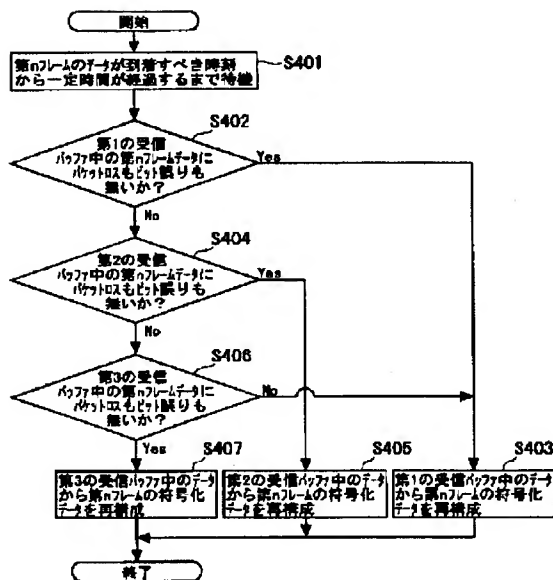 開始
第nフレームのデータが到着すべき時刻
から一定時間が経過するまで待機
S401
S402
第1の受信
バッファ中の第nフレームデータに
パケットロスもビット誤りも
無いか？
Yes
No
S404
第2の受信
バッファ中の第nフレームデータに
パケットロスもビット誤りも
無いか？
Yes
No
S406
第3の受信
バッファ中の第nフレームデータに
パケットロスもビット誤りも
無いか？
No
Yes
S407
第3の受信バッファ中のデータ
から第nフレームの符号化
データを再構成
S405
第2の受信バッファ中のデータ
から第nフレームの符号化
データを再構成
S403
第1の受信バッファ中のデータ
から第nフレームの符号化
データを再構成
終了